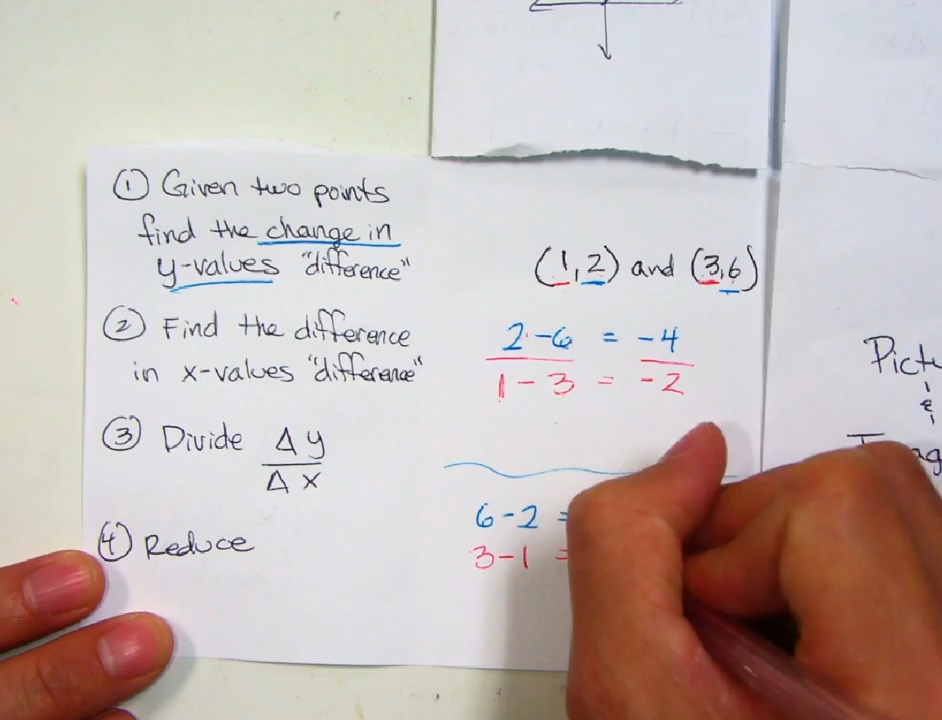 ① Given two points
find the change in
y-values "difference"
② Find the difference
in x-values "difference"
③ Divide Δy
Δx
④ Reduce
(1,2) and (3,6)
2-6 = -4
1-3 = -2
6-2 =
3-1 =
&